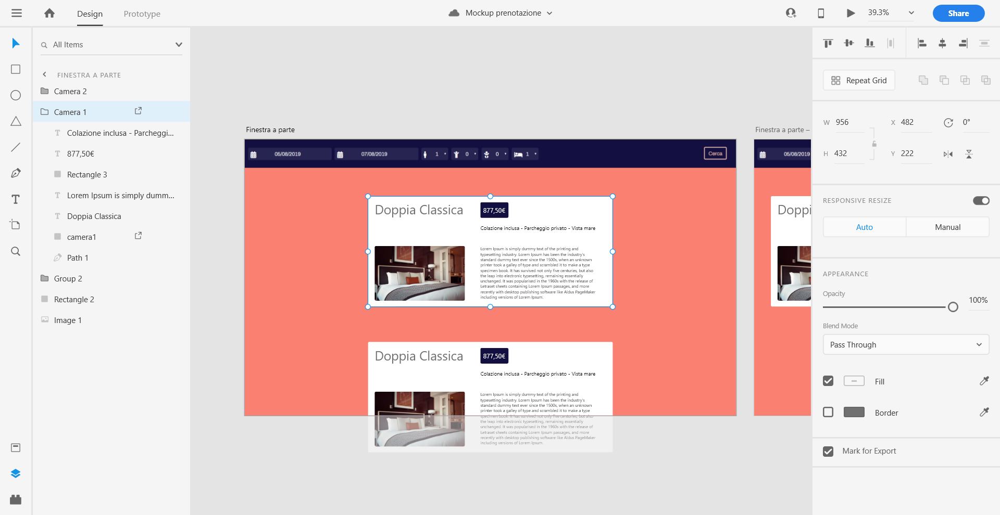 Design
Prototype
Mockup prenotazione
39.3%
Share
All Items
FINESTRA A PARTE
Camera 2
Camera 1
Colazione inclusa - Parcheggi...
877,50€
Rectangle 3
Lorem Ipsum is simply dumm...
Doppia Classica
camera1
Path 1
Group 2
Rectangle 2
Image 1
Finestra a parte
05/08/2019
07/08/2019
1
0
0
1
Cerca
Doppia Classica
877,50€
Colazione inclusa - Parcheggio privato - Vista mare
Lorem Ipsum is simply dummy text of the printing and
typesetting industry. Lorem Ipsum has been the industry's
standard dummy text ever since the 1500s, when an unknown
printer took a galley of type and scrambled it to make a type
specimen book. It has survived not only five centuries, but also
the leap into electronic typesetting, remaining essentially
unchanged. It was popularised in the 1960s with the release of
Letraset sheets containing Lorem Ipsum passages, and more
recently with desktop publishing software like Aldus PageMaker
including versions of Lorem Ipsum.
Doppia Classica
877,50€
Colazione inclusa - Parcheggio privato - Vista mare
Lorem Ipsum is simply dummy text of the printing and
typesetting industry. Lorem Ipsum has been the industry's
standard dummy text ever since the 1500s, when an unknown
printer took a galley of type and scrambled it to make a type
specimen book. It has survived not only five centuries, but also
the leap into electronic typesetting, remaining essentially
unchanged. It was popularised in the 1960s with the release of
Letraset sheets containing Lorem Ipsum passages, and more
recently with desktop publishing software like Aldus PageMaker
including versions of Lorem Ipsum.
Finestra a parte –
05/08/2019
Doppi
Repeat Grid
W 956
X 482
0°
H 432
Y 222
RESPONSIVE RESIZE
Auto
Manual
APPEARANCE
Opacity
100%
Blend Mode
Pass Through
Fill
Border
Mark for Export